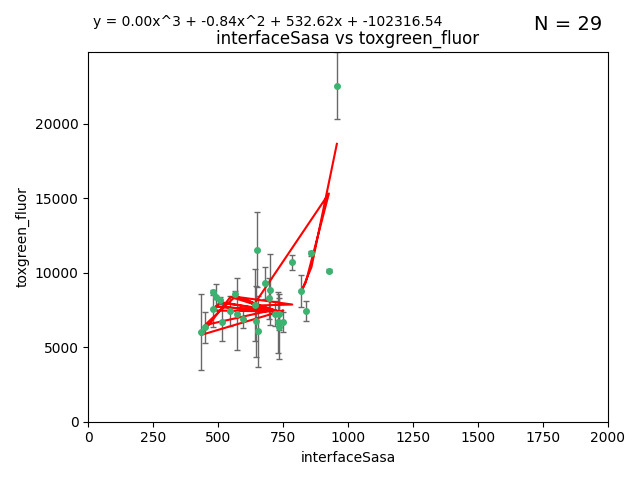 y = 0.00x^3 + -0.84x^2 + 532.62x + -102316.54
N = 29
interfaceSasa vs toxgreen_fluor
toxgreen_fluor
20000
15000
10000
5000
0
0 250 500 750 1000 1250 1500 1750 2000
interfaceSasa